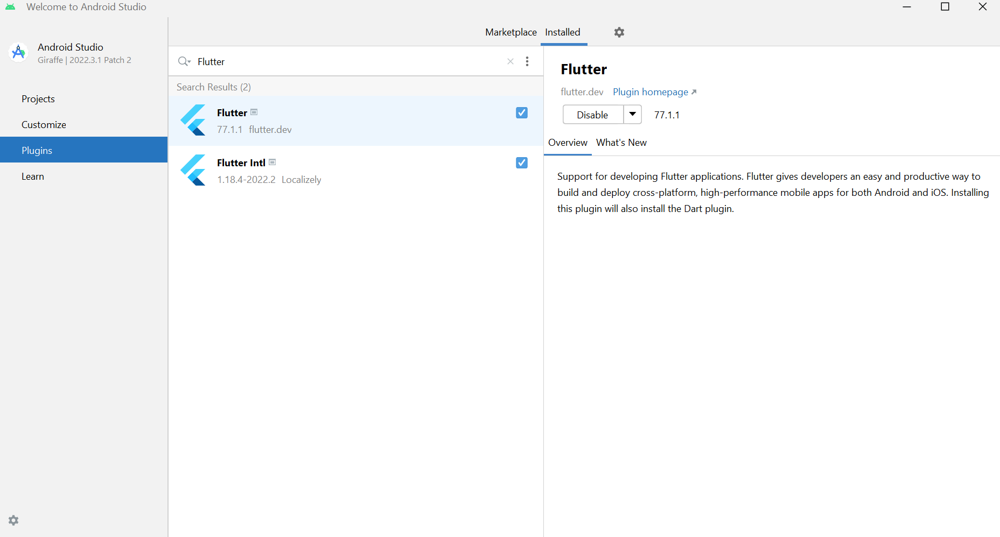 Welcome to Android Studio
Android Studio
Giraffe | 2022.3.1 Patch 2
Projects
Customize
Plugins
Learn
Marketplace Installed
Flutter
Search Results (2)
Flutter
77.1.1 flutter.dev
Flutter Intl
1.18.4-2022.2 Localizely
Flutter
flutter.dev Plugin homepage
Disable 77.1.1
Overview What's New
Support for developing Flutter applications. Flutter gives developers an easy and productive way to
build and deploy cross-platform, high-performance mobile apps for both Android and iOS. Installing
this plugin will also install the Dart plugin.